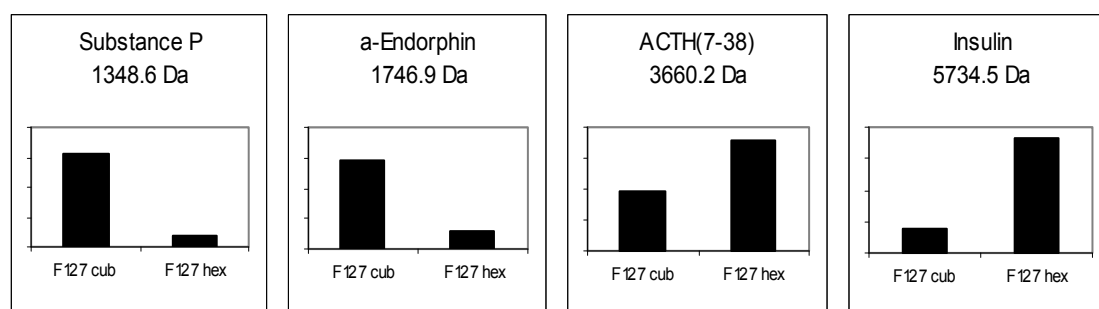 Substance P
1348.6 Da
F127 cub F127 hex
a-Endorphin
1746.9 Da
F127 cub F127 hex
ACTH(7-38)
3660.2 Da
F127 cub F127 hex
Insulin
5734.5 Da
F127 cub F127 hex